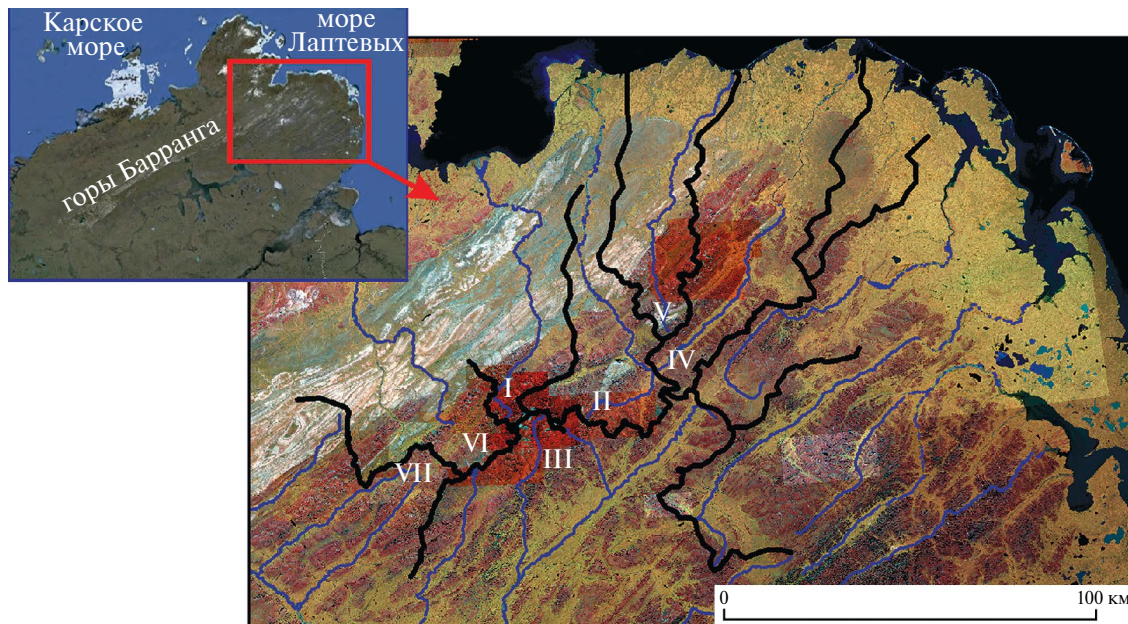 Карское
море
море
Лаптевых
горы Барранга
V
IV
I
II
VI
III
VII
0
100 км